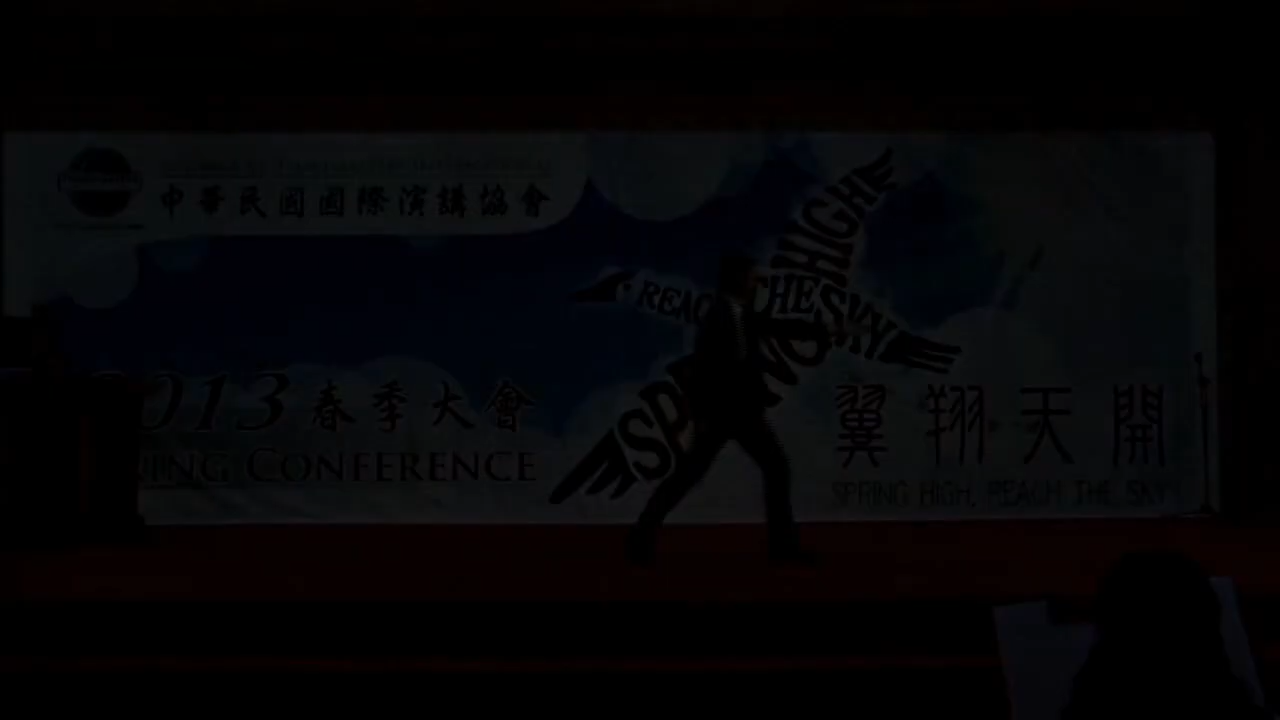 中華民國國際演講協會
REACH THE SKY
SPRING HIGH
2013 春季大會
SPRING CONFERENCE
翼翔天開
SPRING HIGH, REACH THE SKY